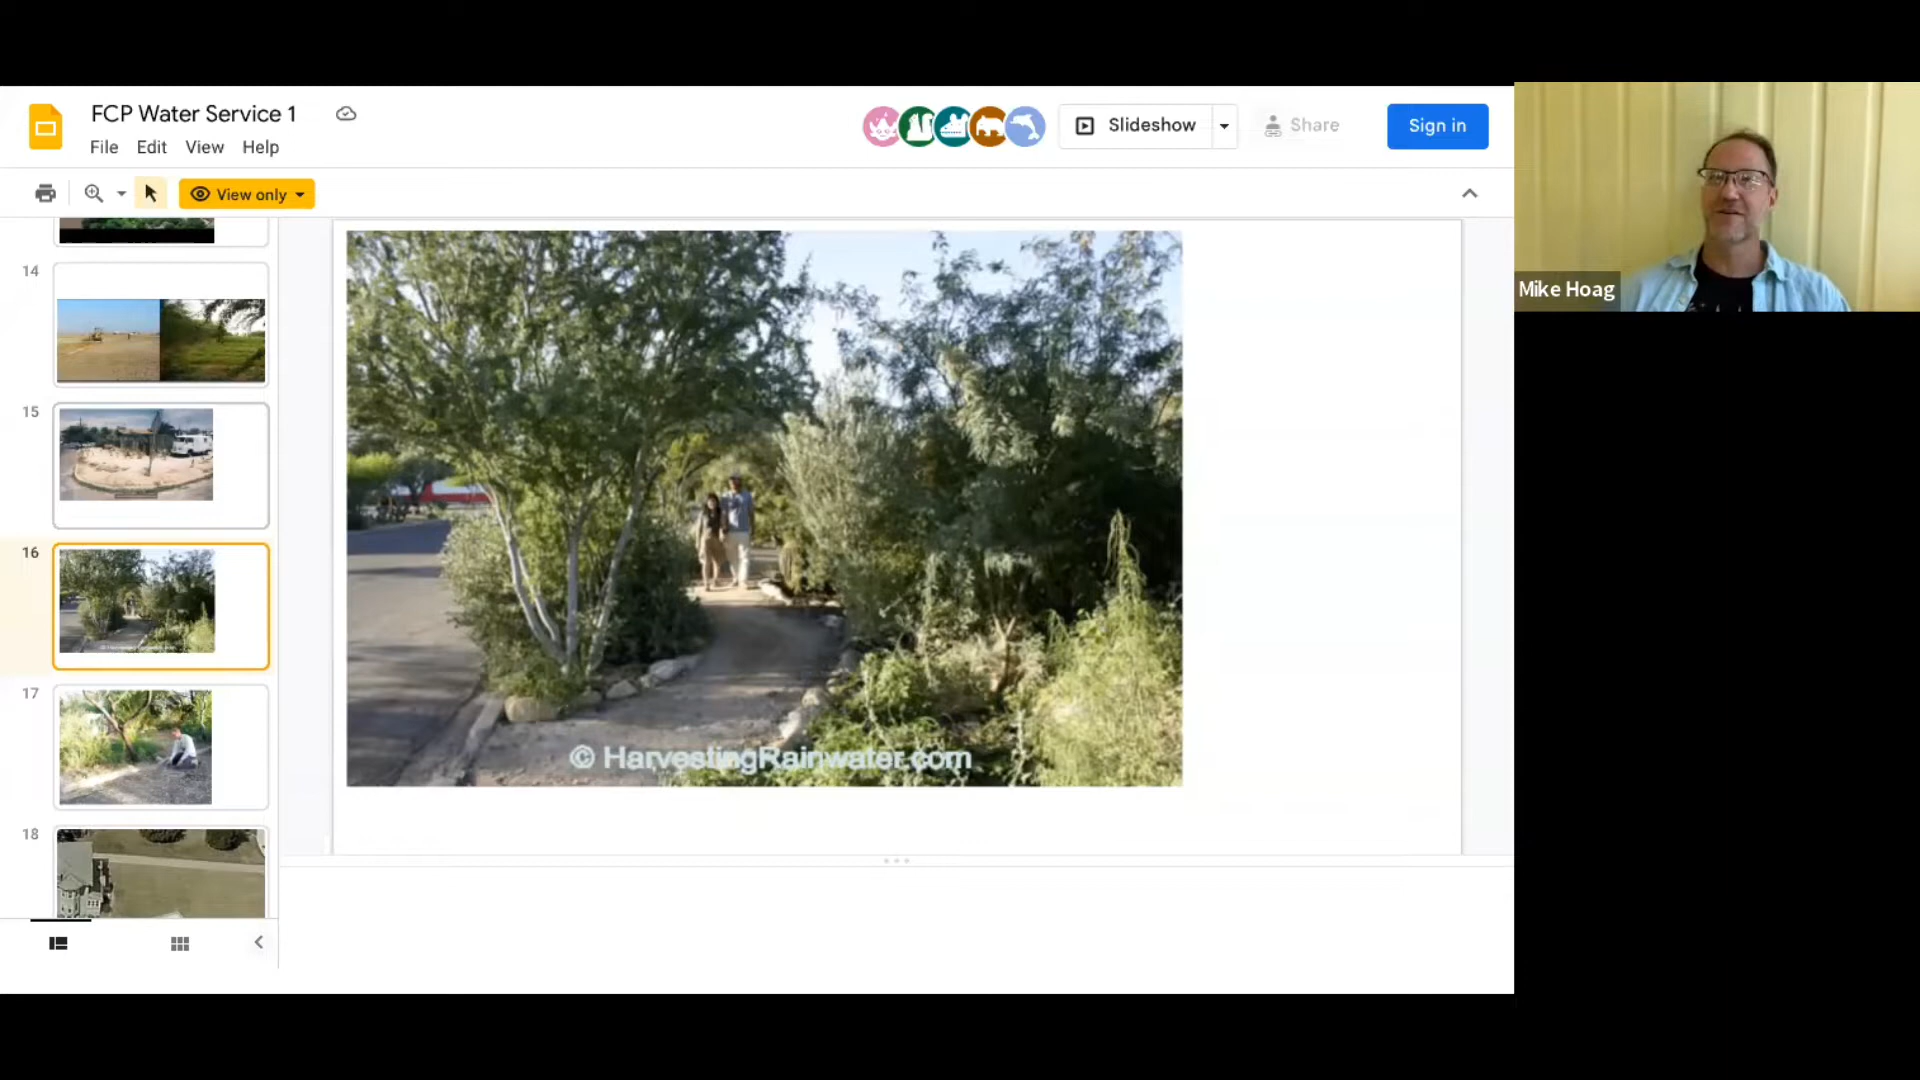 FCP Water Service 1
File Edit View Help
Slideshow
Share
Sign in
View only
14
15
16
17
18
© HarvestingRainwater.com
Mike Hoag